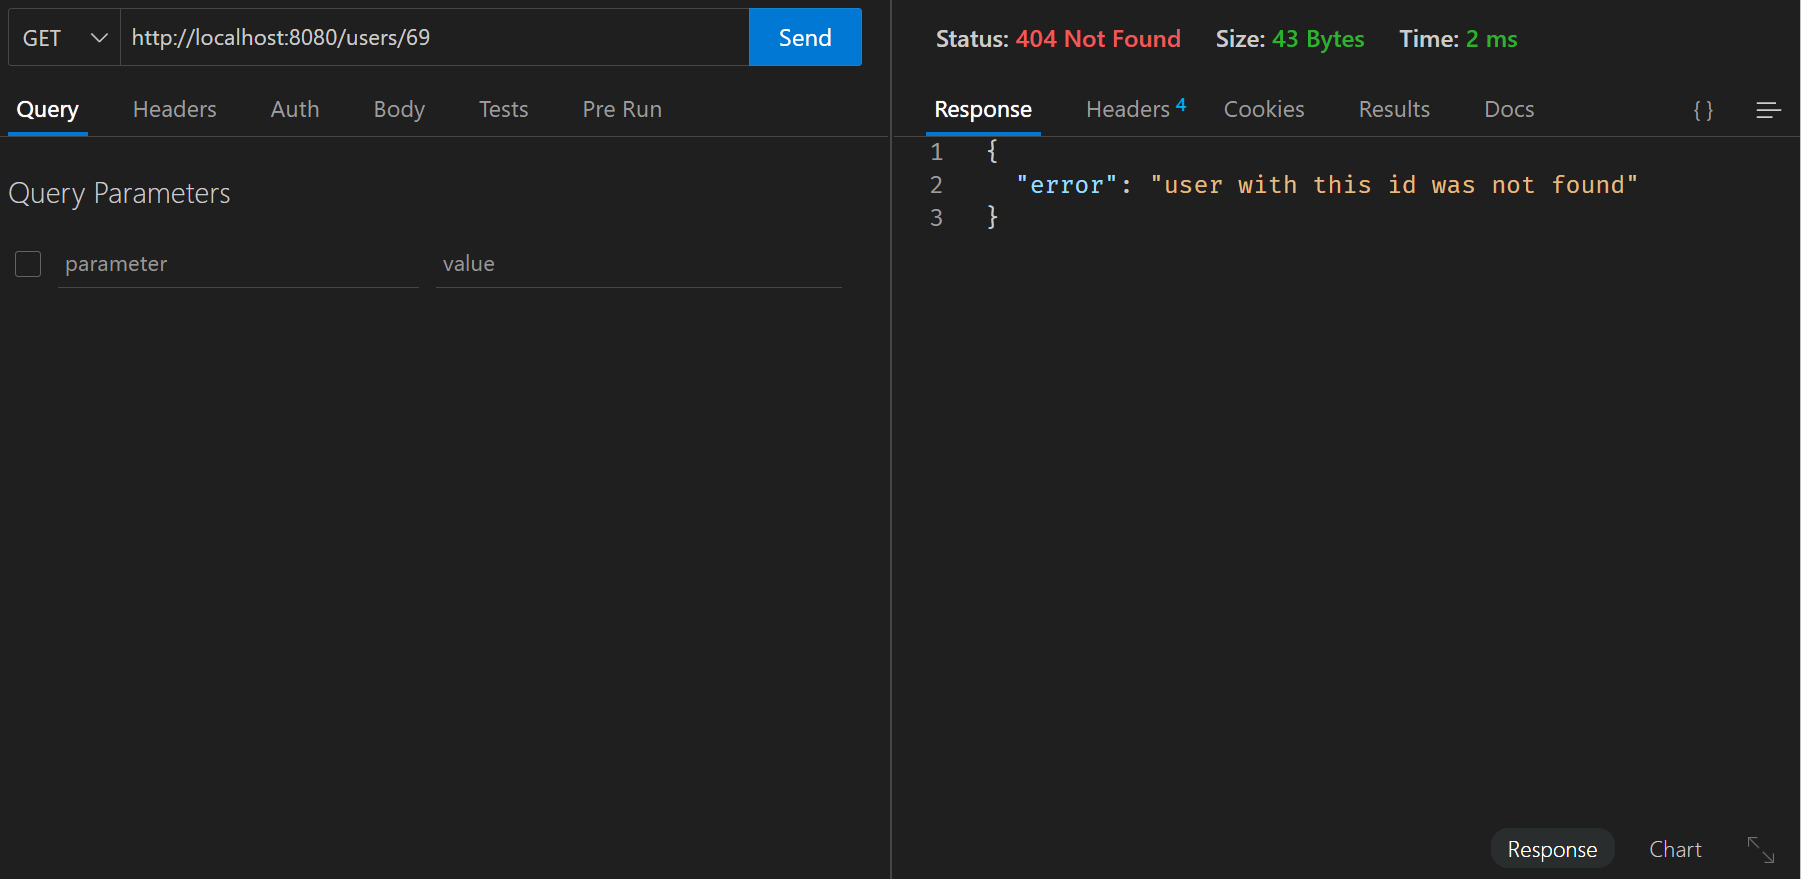 GET http://localhost:8080/users/69 Send
Query Headers Auth Body Tests Pre Run
Query Parameters
parameter value
Status: 404 Not Found Size: 43 Bytes Time: 2 ms
Response Headers 4 Cookies Results Docs { }
1 {
2 "error": "user with this id was not found"
3 }
Response Chart